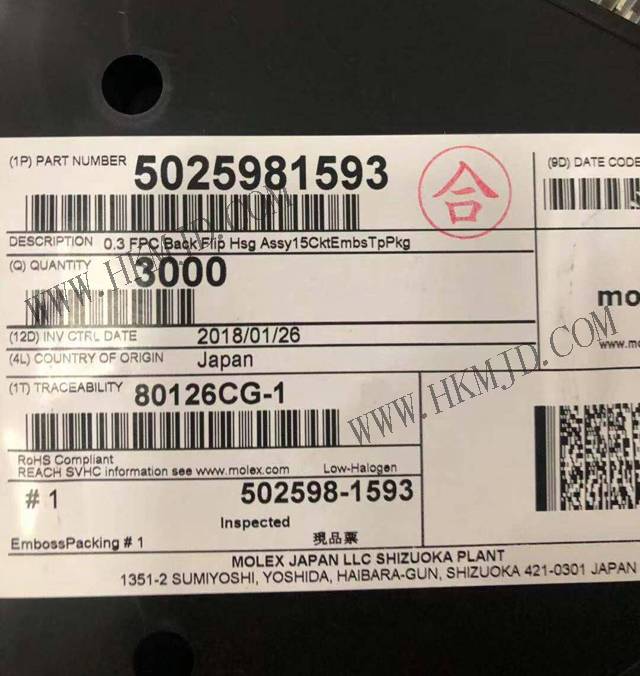 (1P) PART NUMBER 5025981593
合
(9D) DATE CODE
DESCRIPTION 0.3 FPC Back Flip Hsg Assy15CktEmbsTpPkg
(Q) QUANTITY 3000
mo
www.mo
(12D) INV CTRL DATE 2018/01/26
(4L) COUNTRY OF ORIGIN Japan
(1T) TRACEABILITY 80126CG-1
RoHS Compliant
REACH SVHC information see www.molex.com Low-Halogen
# 1 502598-1593
Inspected
EmbossPacking # 1 現品票
MOLEX JAPAN LLC SHIZUOKA PLANT
1351-2 SUMIYOSHI, YOSHIDA, HAIBARA-GUN, SHIZUOKA 421-0301 JAPAN
WWW.HKMJD.COM
WWW.HKMJD.COM